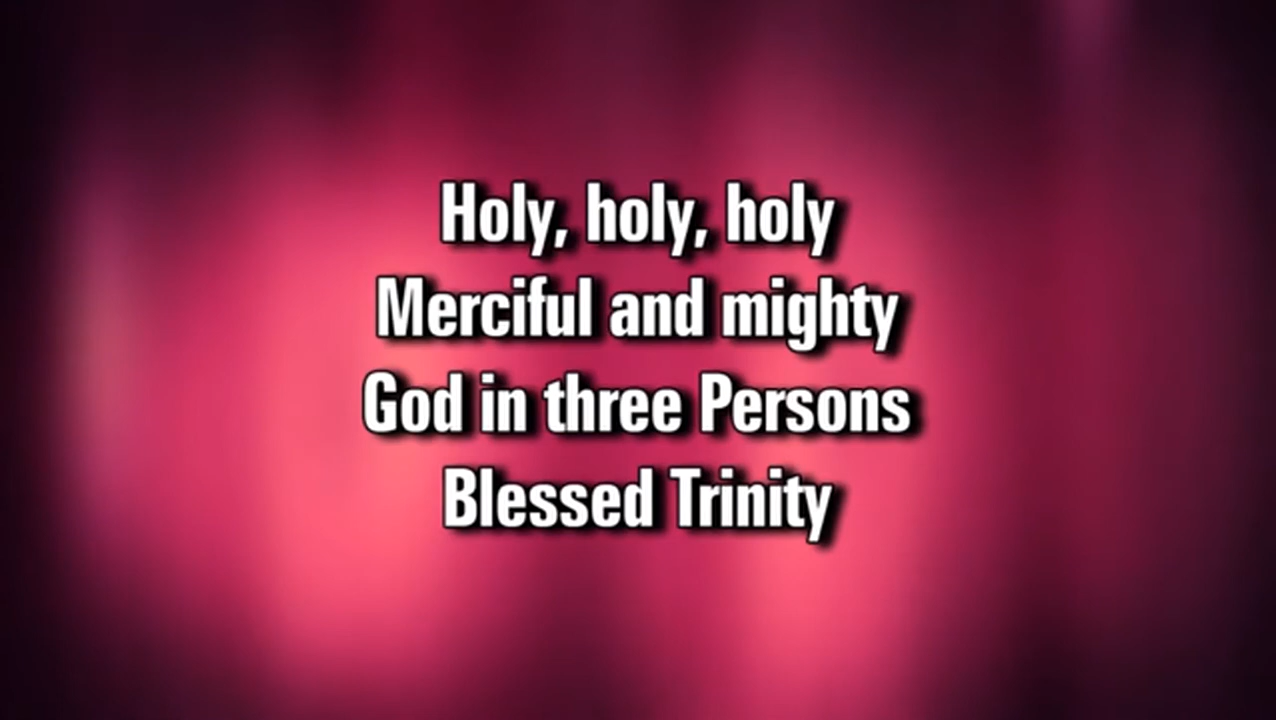 Holy, holy, holy
Merciful and mighty
God in three Persons
Blessed Trinity